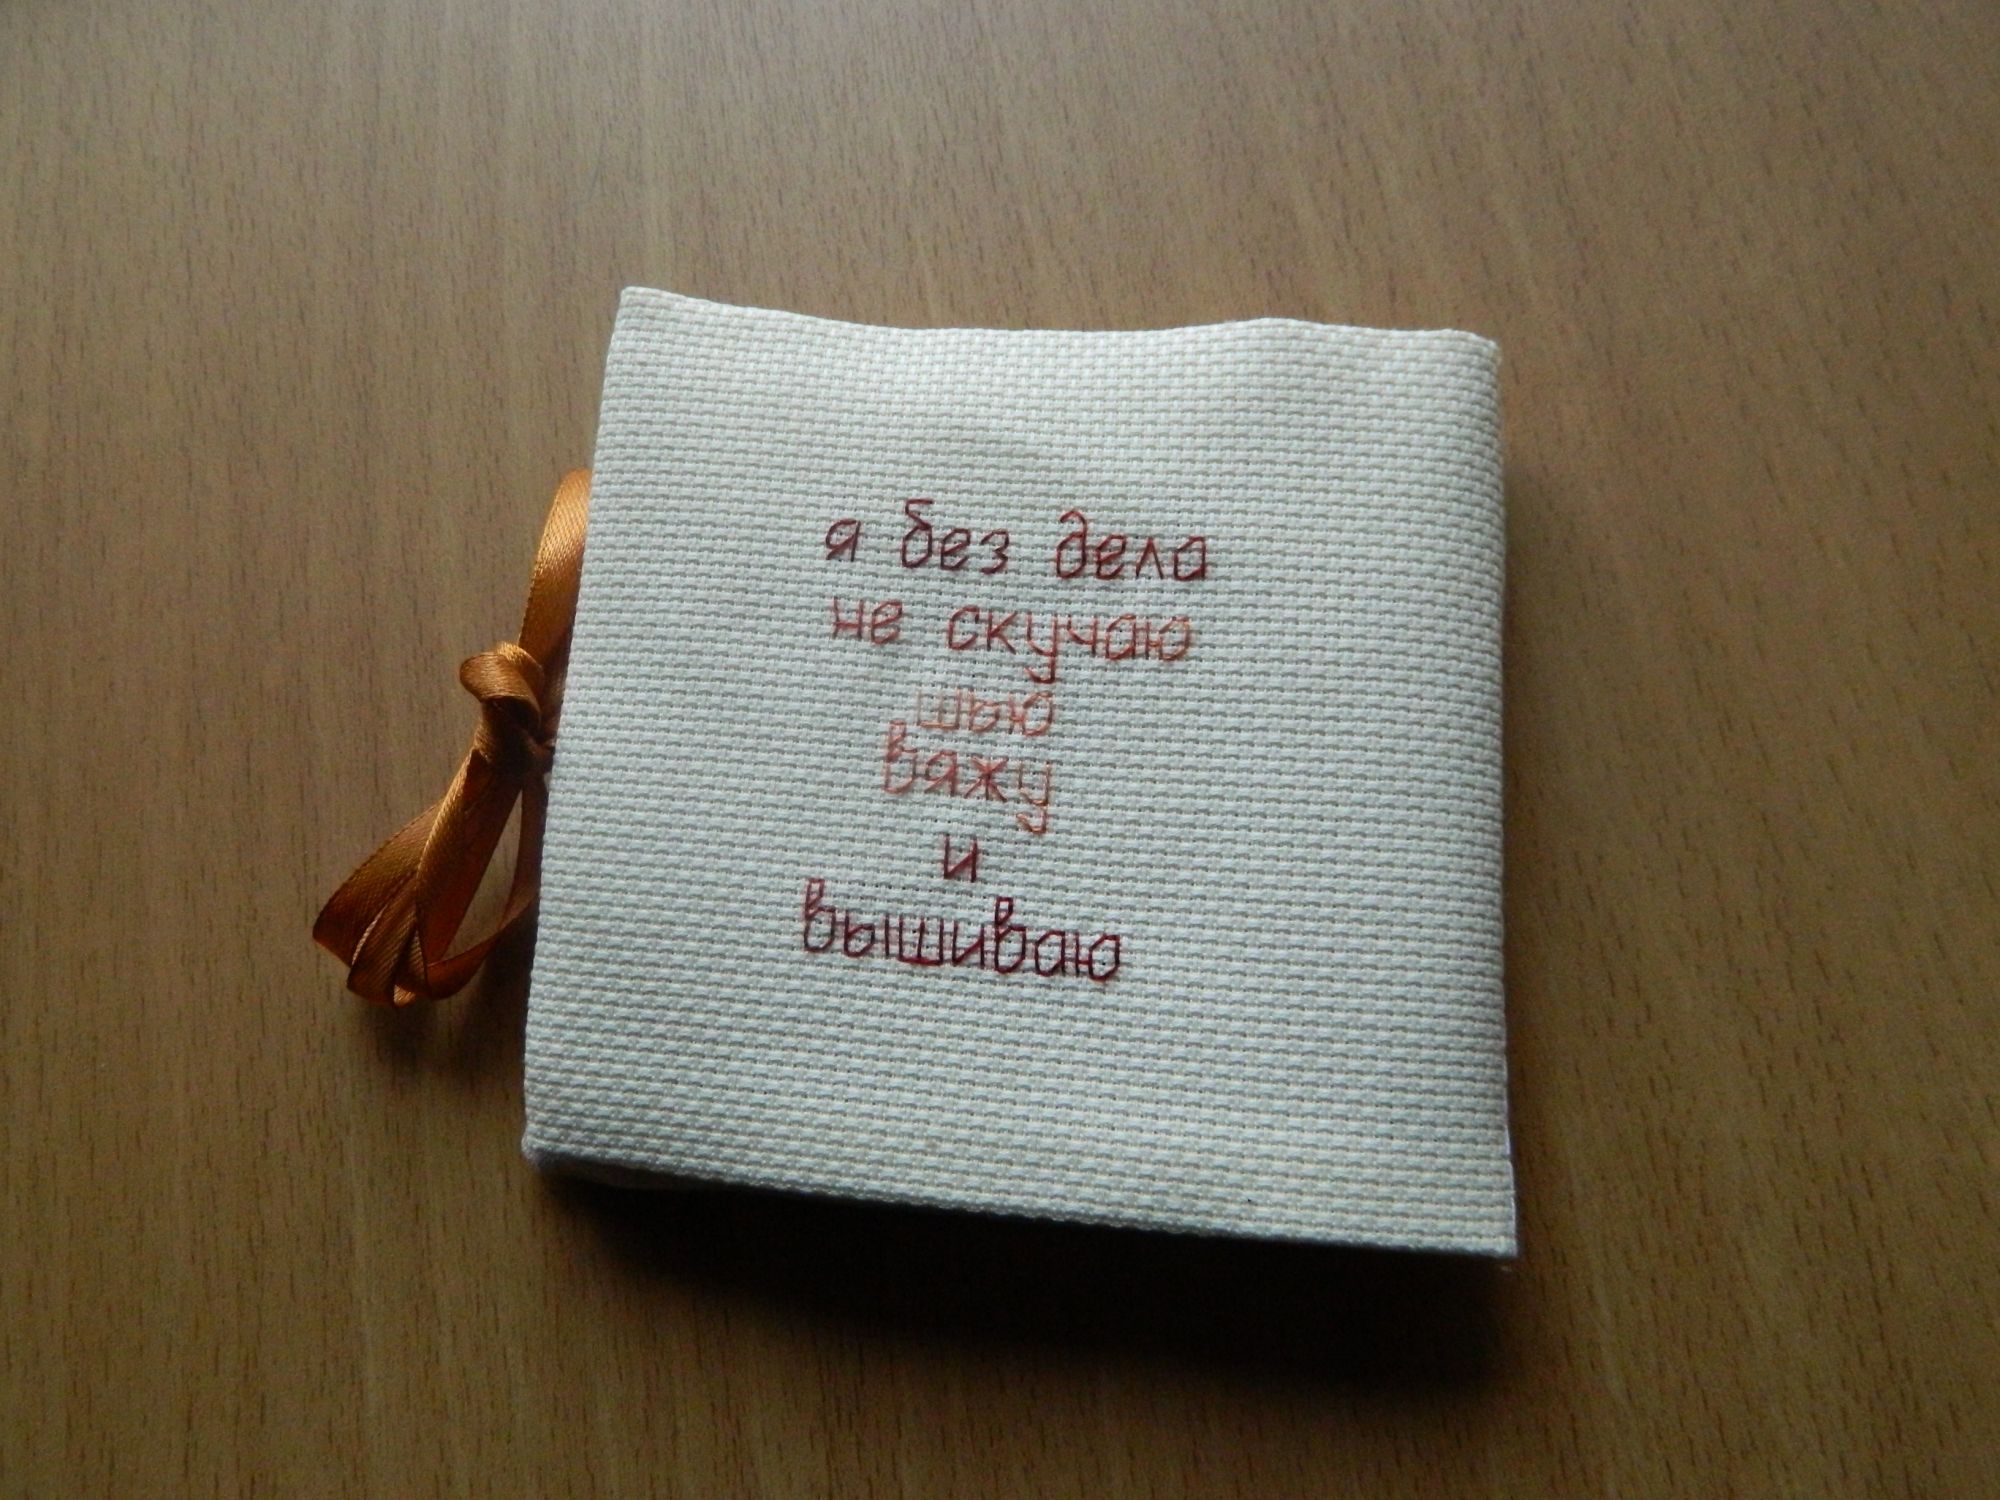 я без дела
не скучаю
шью
вяжу
и
вышиваю